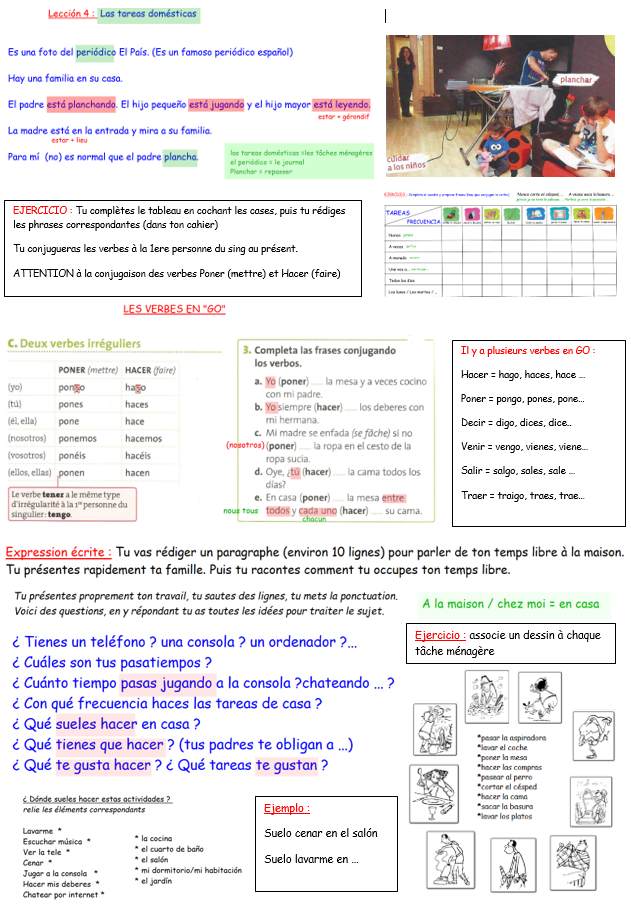 Lección 4 : Las tareas domésticas
Es una foto del periódico El País. (Es un famoso periódico español)
Hay una familia en su casa.
El padre está planchando. El hijo pequeño está jugando y el hijo mayor está leyendo.
estar + gérondif
La madre está en la entrada y mira a su familia.
estar + lieu
Para mí (no) es normal que el padre plancha.
las tareas domésticas =les tâches ménagères
el periódico = le journal
Planchar = repasser
planchar
cuidar
a los niños
EJERCICIO : Tu complètes le tableau en cochant les cases, puis tu rédiges
les phrases correspondantes (dans ton cahier)
Tu conjugueras les verbes à la 1ere personne du sing au présent.
ATTENTION à la conjugaison des verbes Poner (mettre) et Hacer (faire)
TAREAS
FRECUENCIA
Nunca
A veces
A menudo
Una vez a...
Todos los días
Los lunes / Los martes / ...
LES VERBES EN "GO"
C. Deux verbes irréguliers
PONER (mettre) HACER (faire)
(yo) pongo hago
(tú) pones haces
(él, ella) pone hace
(nosotros) ponemos hacemos
(vosotros) ponéis hacéis
(ellos, ellas) ponen hacen
Le verbe tener a le même type
d'irrégularité à la 1re personne du
singulier : tengo.
3. Completa las frases conjugando
los verbos.
a. Yo (poner) ..... la mesa y a veces cocino
con mi padre.
b. Yo siempre (hacer) ..... los deberes con
mi hermana.
c. Mi madre se enfada (se fâche) si no
(nosotros) (poner) ..... la ropa en el cesto de la
ropa sucia.
d. Oye, ¿tú (hacer) ..... la cama todos los
días?
e. En casa (poner) ..... la mesa entre
nous tous todos y cada uno (hacer) ..... su cama.
chacun
Il y a plusieurs verbes en GO :
Hacer = hago, haces, hace ...
Poner = pongo, pones, pone...
Decir = digo, dices, dice..
Venir = vengo, vienes, viene...
Salir = salgo, sales, sale ...
Traer = traigo, traes, trae...
Expression écrite : Tu vas rédiger un paragraphe (environ 10 lignes) pour parler de ton temps libre à la maison.
Tu présentes rapidement ta famille. Puis tu racontes comment tu occupes ton temps libre.
Tu présentes proprement ton travail, tu sautes des lignes, tu mets la ponctuation.
Voici des questions, en y répondant tu as toutes les idées pour traiter le sujet.
A la maison / chez moi = en casa
¿ Tienes un teléfono ? una consola ? un ordenador ?...
¿ Cuáles son tus pasatiempos ?
¿ Cuánto tiempo pasas jugando a la consola ?chateando ... ?
¿ Con qué frecuencia haces las tareas de casa ?
¿ Qué sueles hacer en casa ?
¿ Qué tienes que hacer ? (tus padres te obligan a ...)
¿ Qué te gusta hacer ? ¿ Qué tareas te gustan ?
Ejercicio : associe un dessin à chaque
tâche ménagère
*pasar la aspiradora
*lavar el coche
*poner la mesa
*hacer las compras
*pasear al perro
*cortar el césped
*hacer la cama
*sacar la basura
*lavar los platos
¿ Dónde sueles hacer estas actividades ?
relie les éléments correspondants
Lavarme *
Escuchar música *
Ver la tele *
Cenar *
Jugar a la consola *
Hacer mis deberes *
Chatear por internet *
* la cocina
* el cuarto de baño
* el salón
* mi dormitorio/mi habitación
* el jardín
Ejemplo :
Suelo cenar en el salón
Suelo lavarme en ...